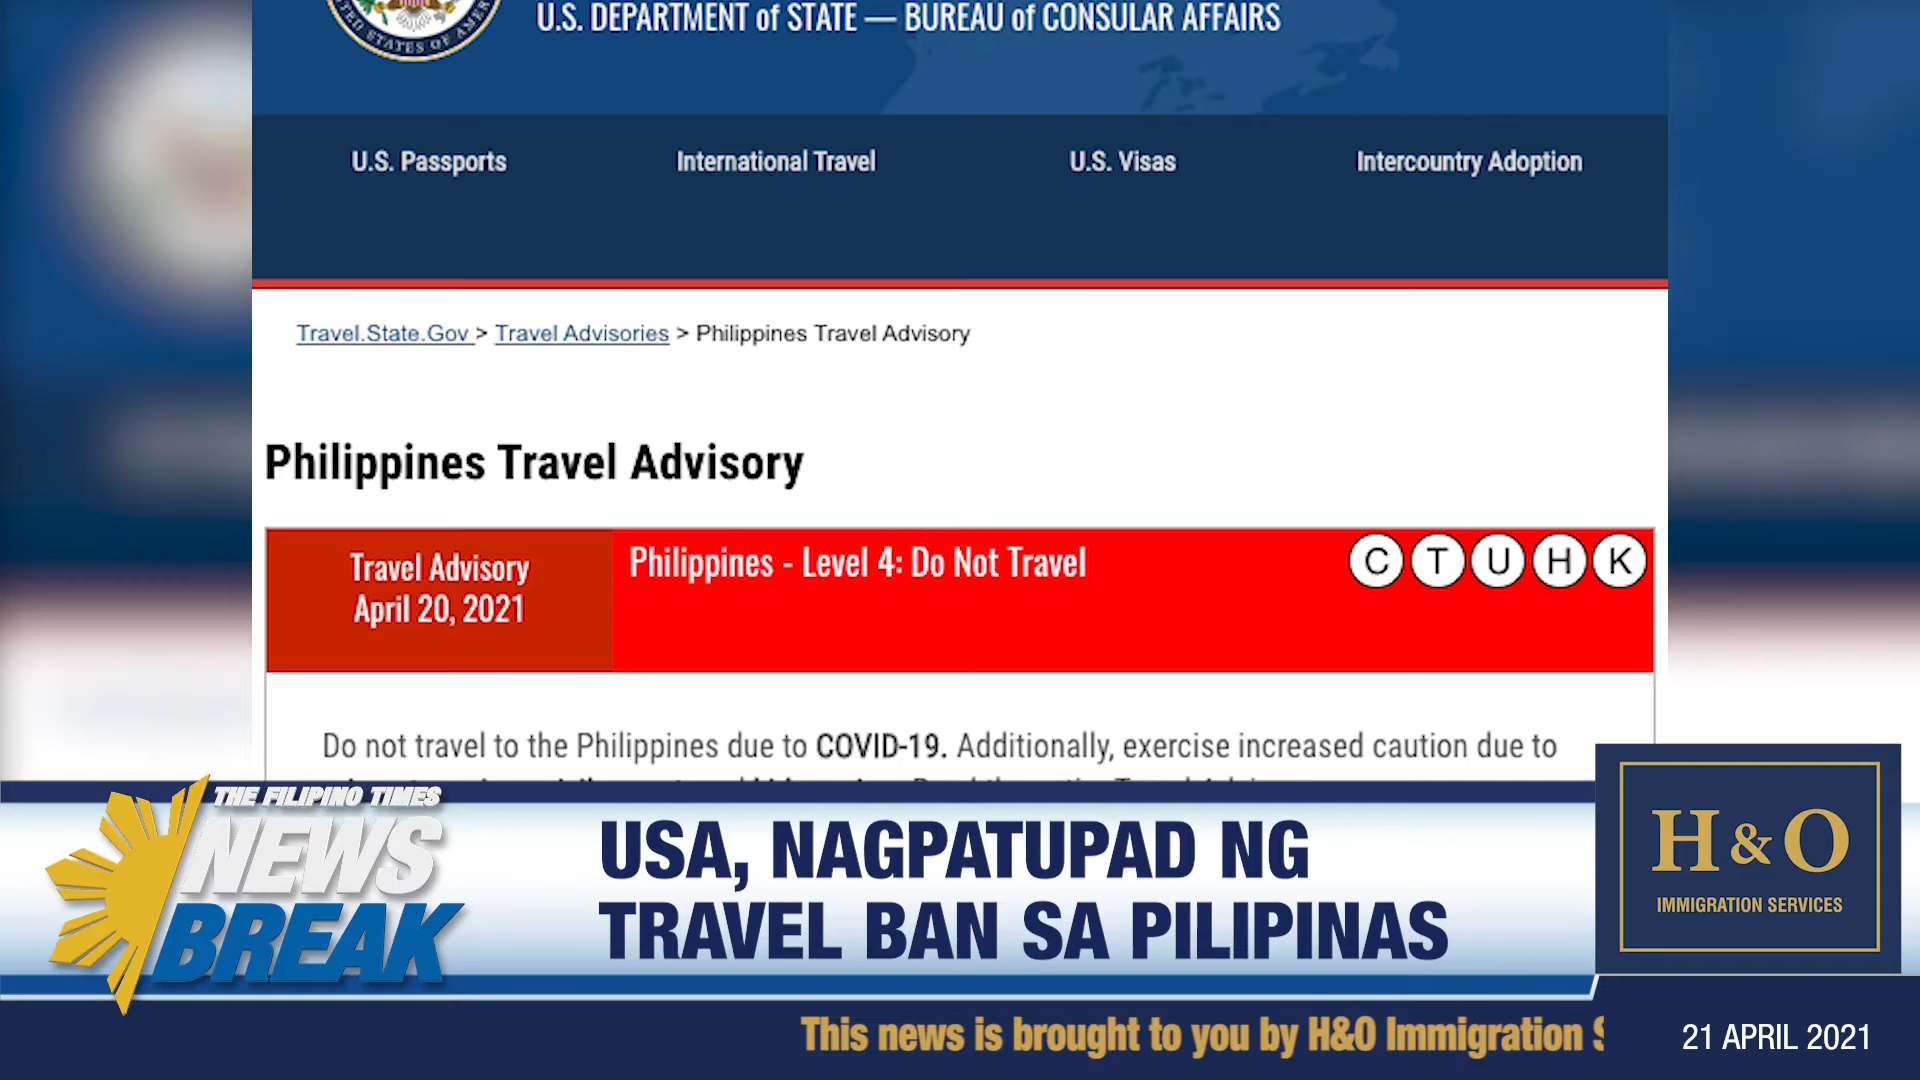 U.S. DEPARTMENT of STATE — BUREAU of CONSULAR AFFAIRS
STATES OF AMER
U.S. Passports
International Travel
U.S. Visas
Intercountry Adoption
Travel.State.Gov > Travel Advisories > Philippines Travel Advisory
Philippines Travel Advisory
Travel Advisory
April 20, 2021
Philippines - Level 4: Do Not Travel
C T U H K
Do not travel to the Philippines due to COVID-19. Additionally, exercise increased caution due to
THE FILIPINO TIMES
NEWS
BREAK
USA, NAGPATUPAD NG
TRAVEL BAN SA PILIPINAS
H&O
IMMIGRATION SERVICES
This news is brought to you by H&O Immigration S
21 APRIL 2021